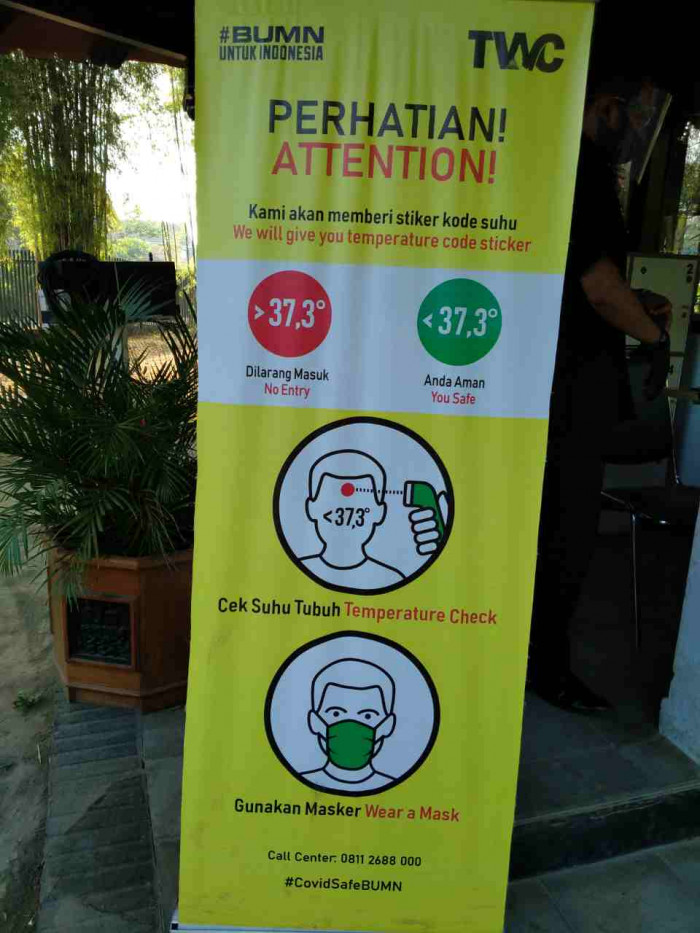 #BUMN
UNTUK INDONESIA
TWC
PERHATIAN!
ATTENTION!
Kami akan memberi stiker kode suhu
We will give you temperature code sticker
> 37,3°
< 37,3°
Dilarang Masuk
No Entry
Anda Aman
You Safe
<37,3°
Cek Suhu Tubuh Temperature Check
Gunakan Masker Wear a Mask
Call Center: 0811 2688 000
#CovidSafeBUMN